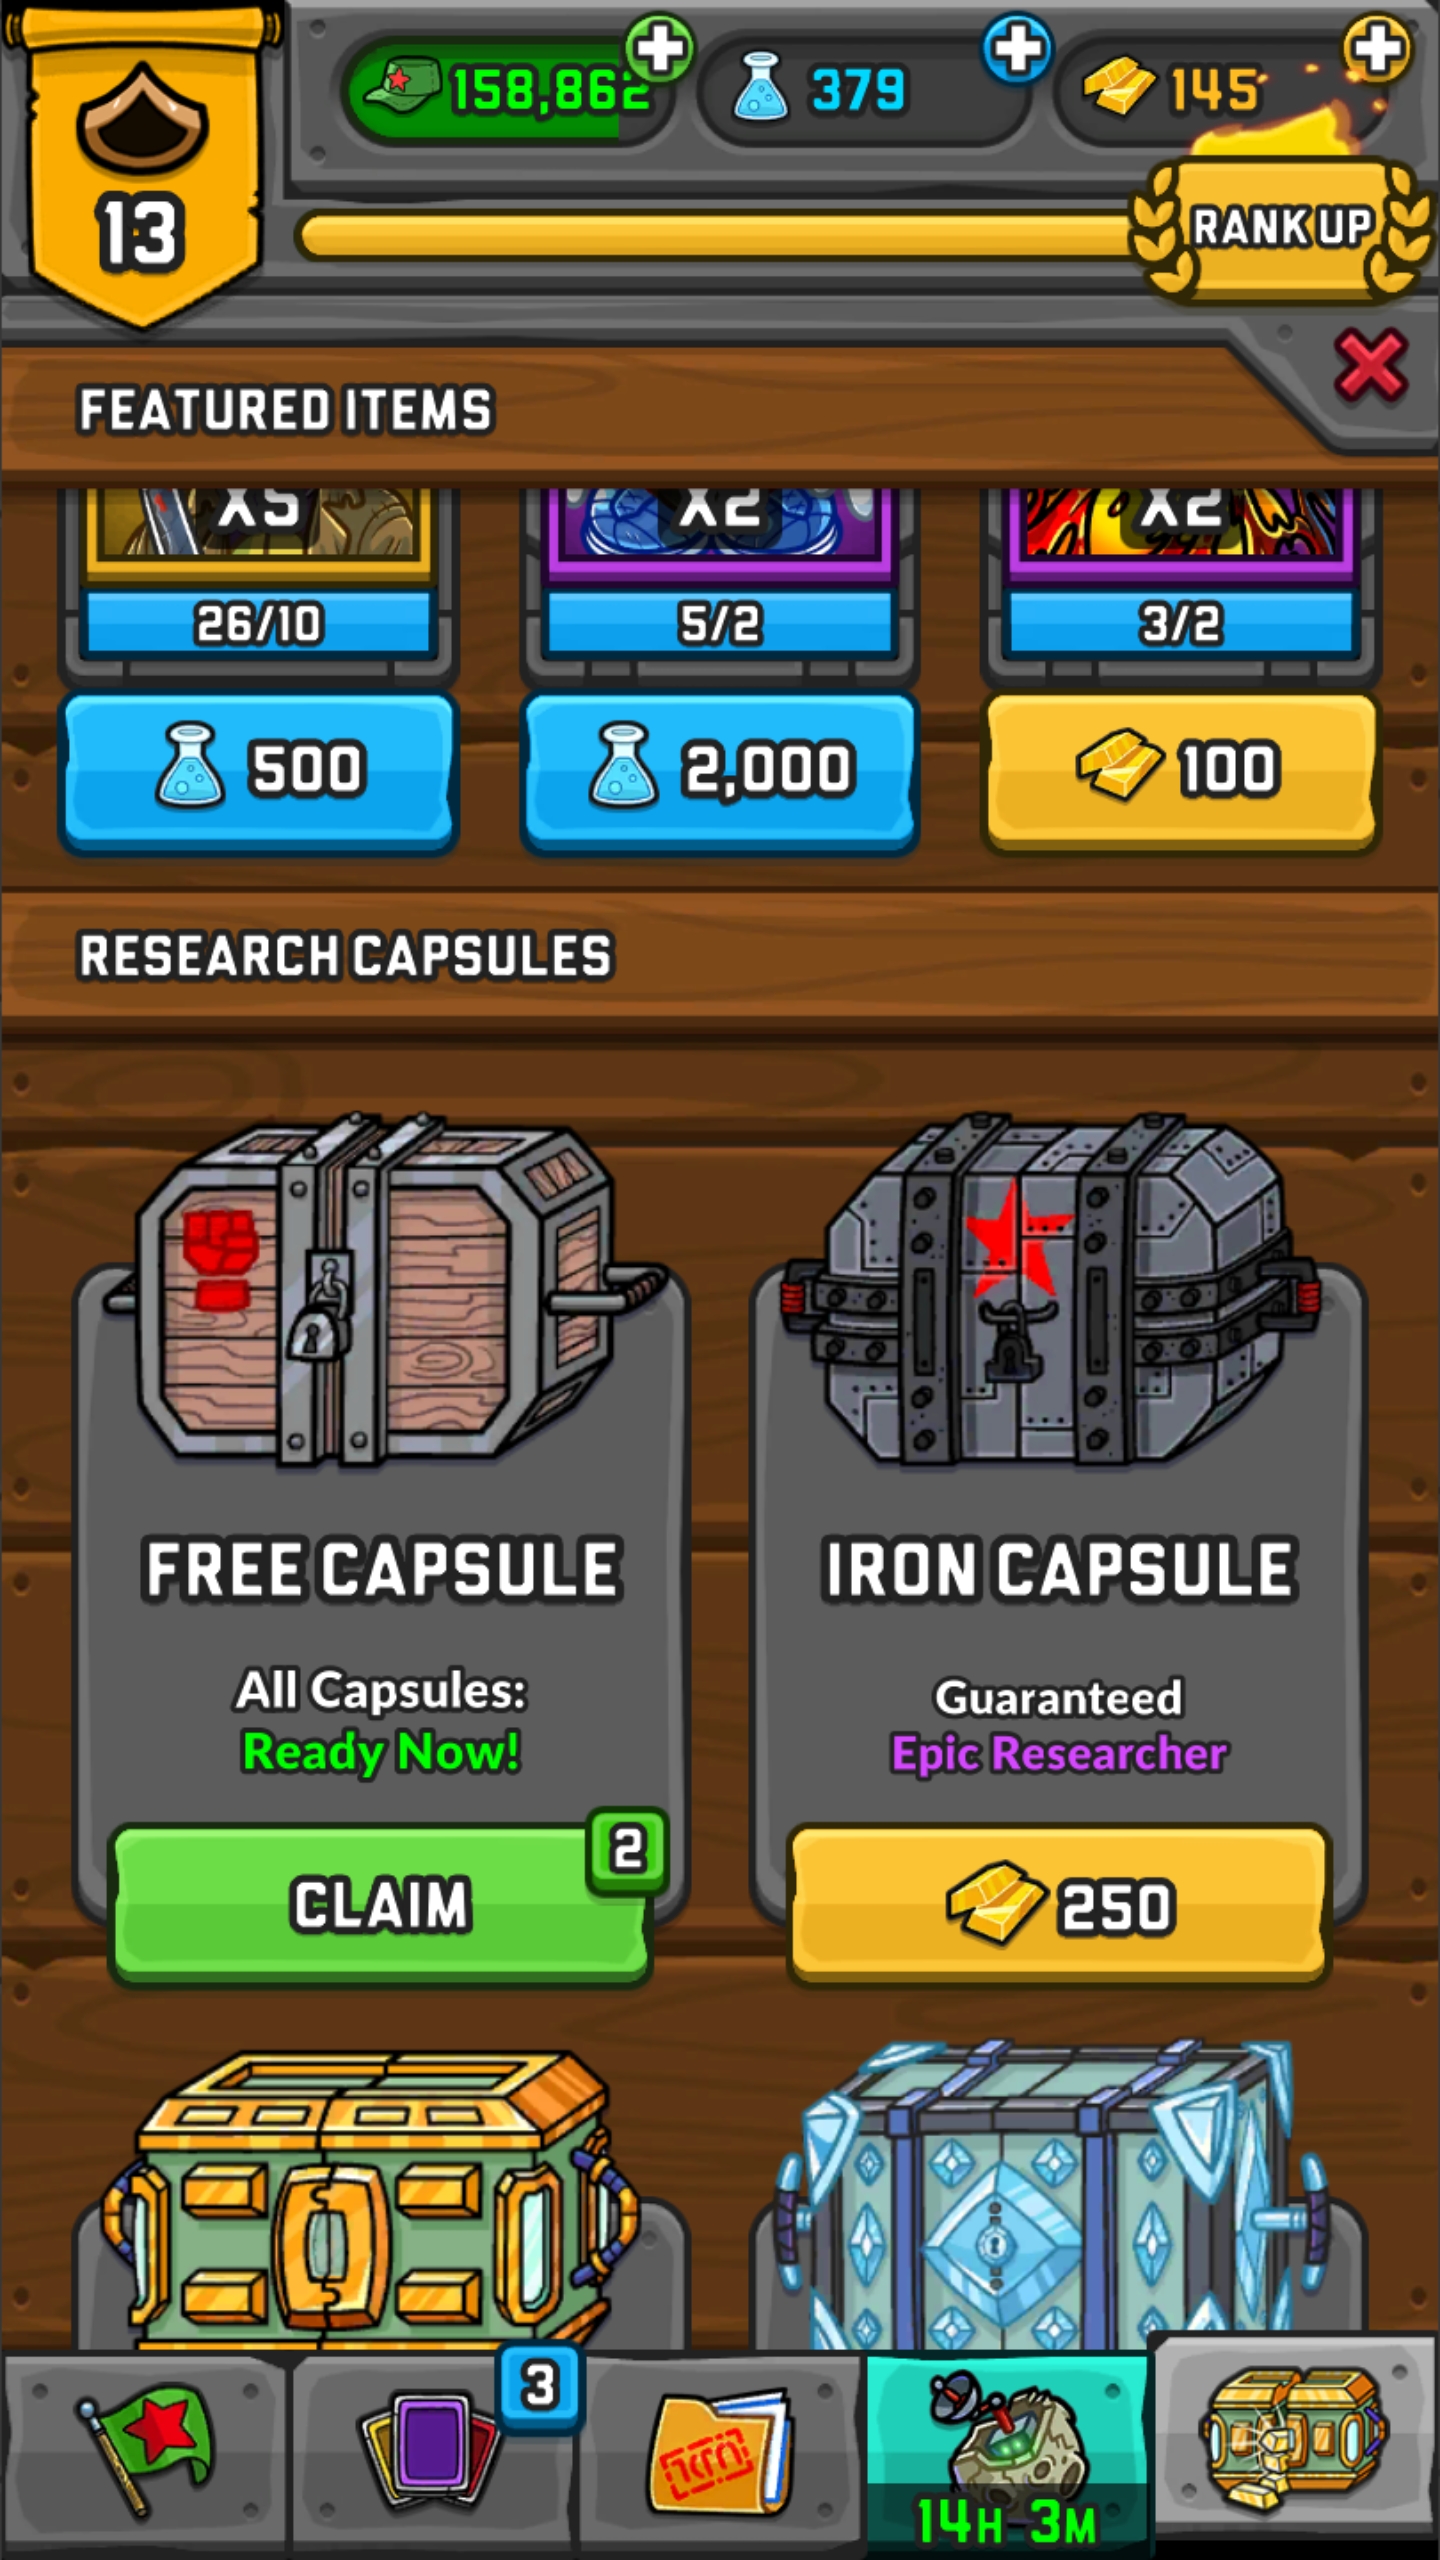 158,862
379
145
13
RANK UP
FEATURED ITEMS
X5
X2
X2
26/10
5/2
3/2
500
2,000
100
RESEARCH CAPSULES
FREE CAPSULE
IRON CAPSULE
All Capsules:
Ready Now!
Guaranteed
Epic Researcher
2
CLAIM
250
3
14H 3M